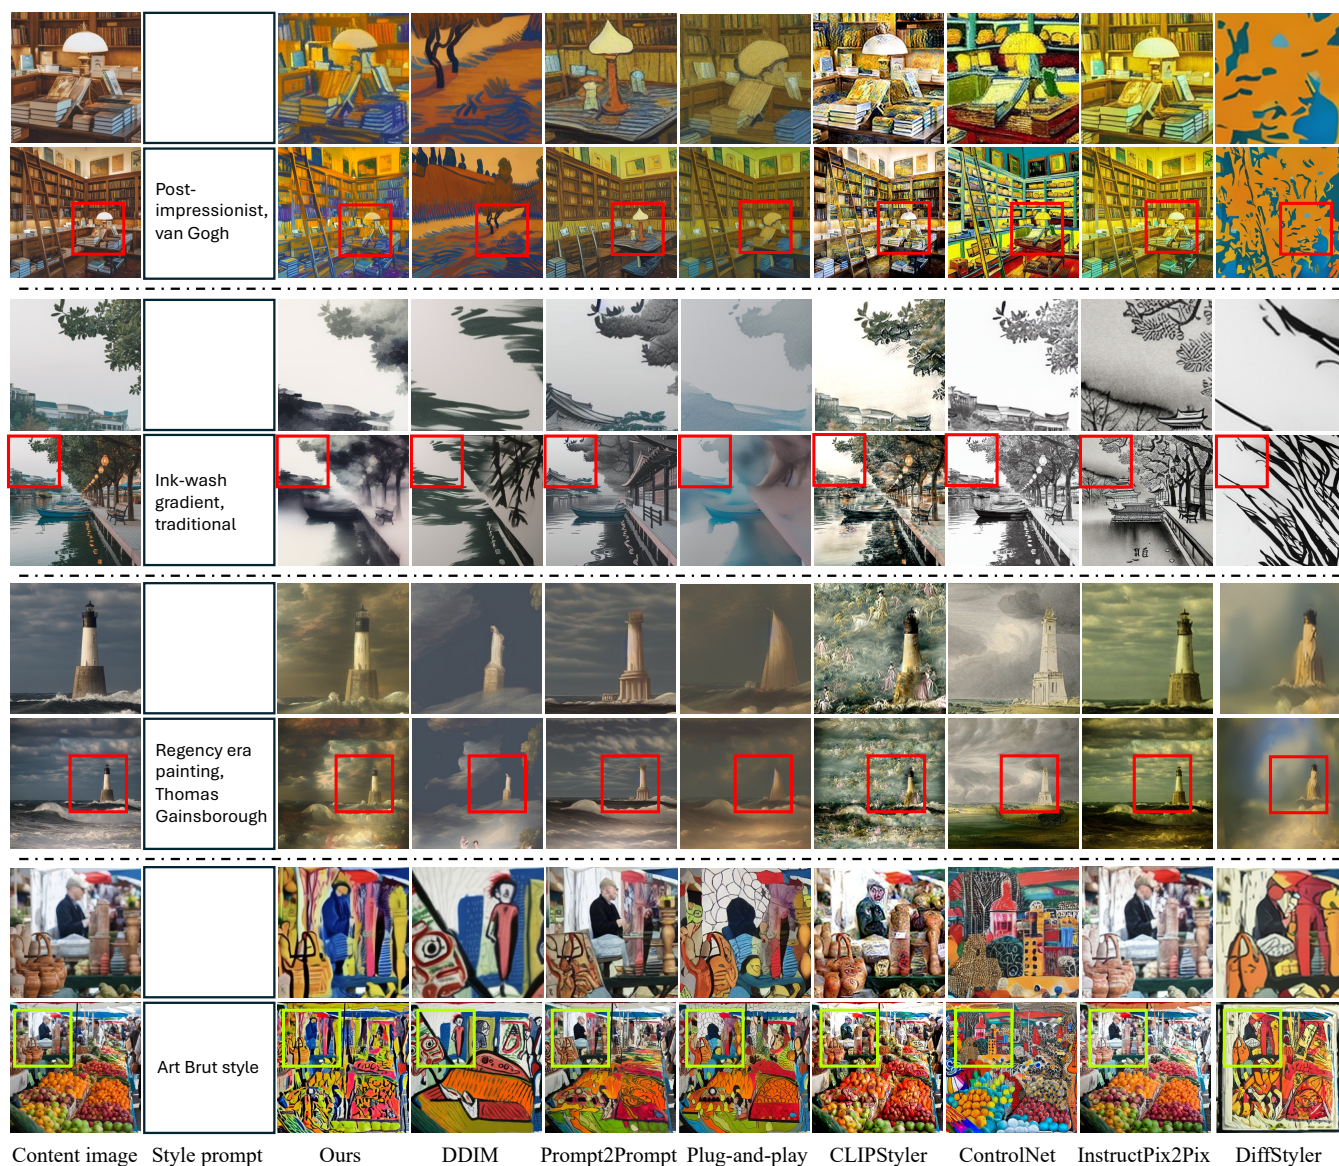 Post-
impressionist,
van Gogh
Ink-wash
gradient,
traditional
Regency era
painting,
Thomas
Gainsborough
Art Brut style
Content image Style prompt Ours DDIM Prompt2Prompt Plug-and-play CLIPStyler ControlNet InstructPix2Pix DiffStyler